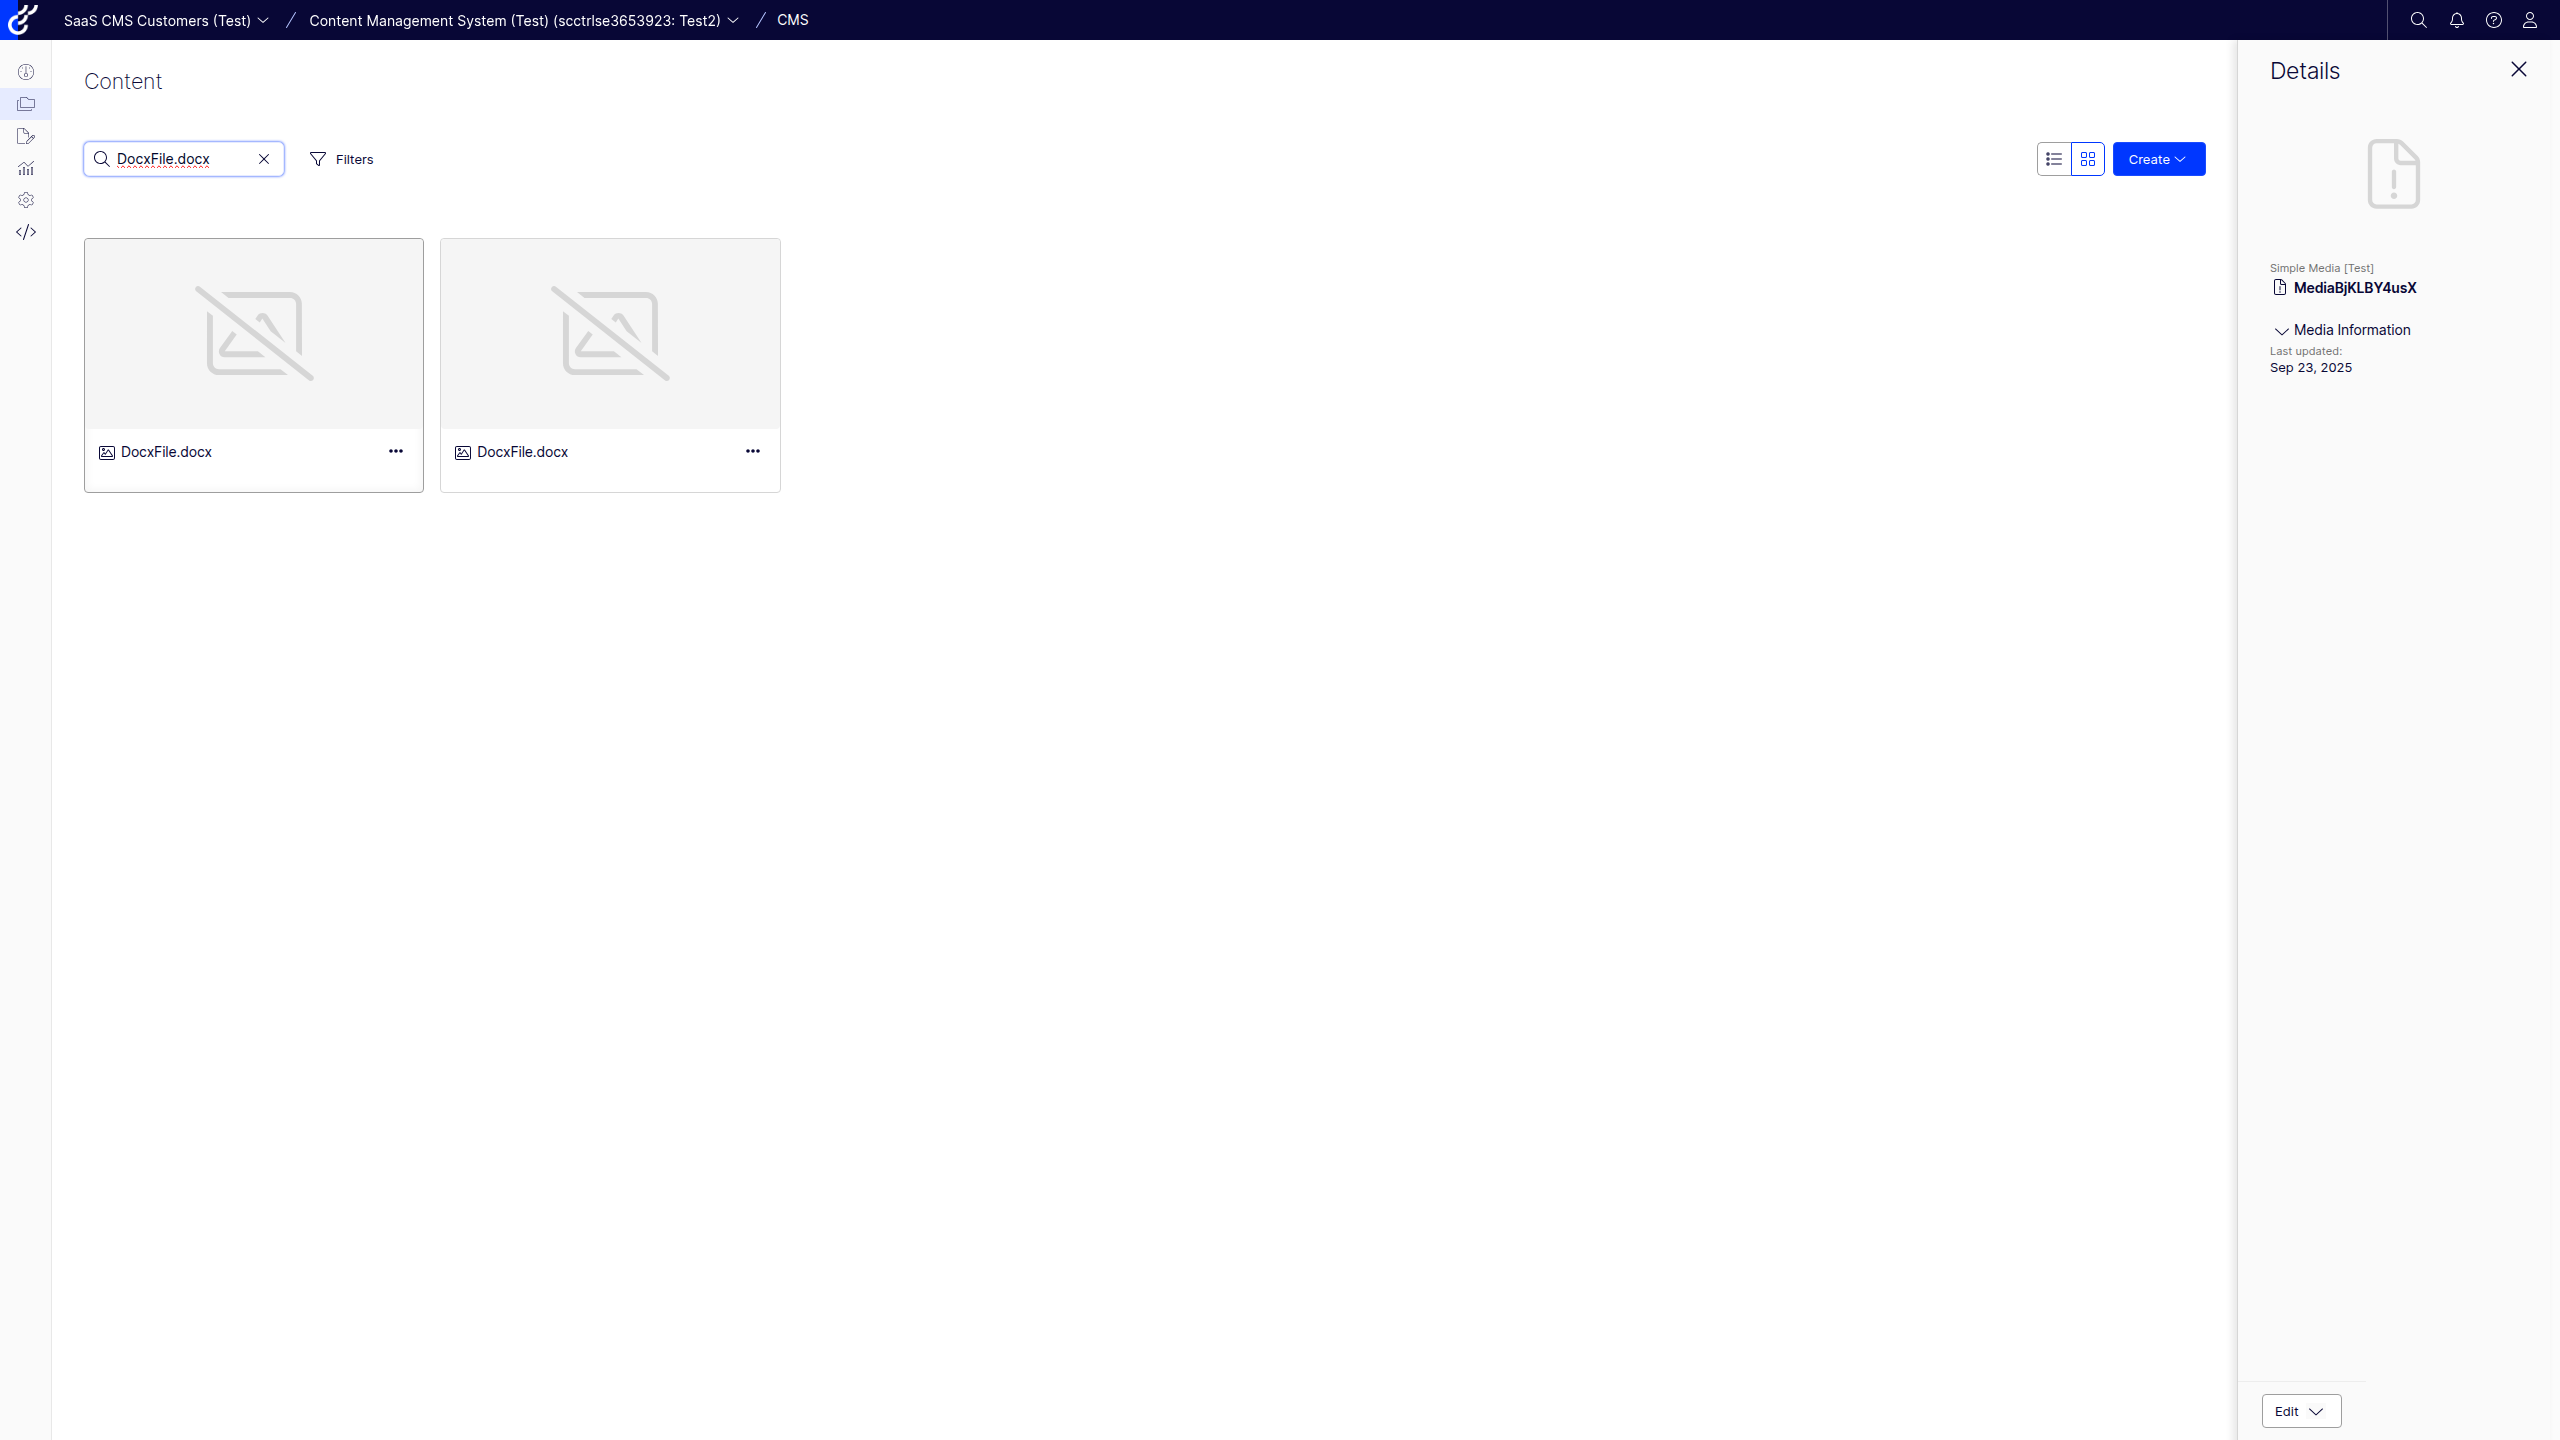 SaaS CMS Customers (Test) / Content Management System (Test) (scctrlse3653923: Test2) / CMS
Content
DocxFile.docx
Filters
Create
DocxFile.docx
DocxFile.docx
Details
Simple Media [Test]
MediaBjKLBY4usX
Media Information
Last updated:
Sep 23, 2025
Edit